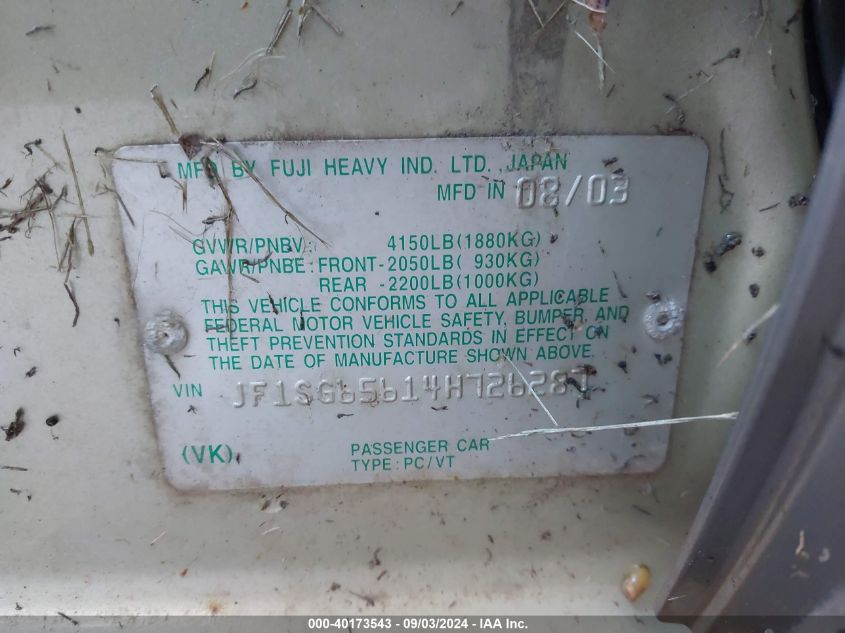 MFD BY FUJI HEAVY IND. LTD. JAPAN
MFD IN 08/03
GVWR/PNBV: 4150LB(1880KG)
GAWR/PNBE: FRONT-2050LB( 930KG)
REAR -2200LB(1000KG)
THIS VEHICLE CONFORMS TO ALL APPLICABLE
FEDERAL MOTOR VEHICLE SAFETY, BUMPER, AND
THEFT PREVENTION STANDARDS IN EFFECT ON
THE DATE OF MANUFACTURE SHOWN ABOVE.
VIN JF1SG65614H726287
(VK)
PASSENGER CAR
TYPE: PC/VT
000-40173543 - 09/03/2024 - IAA Inc.